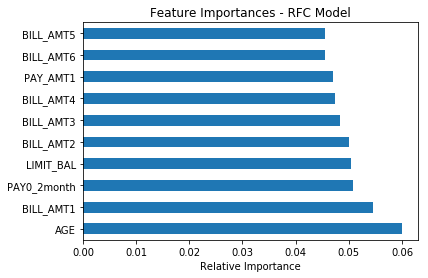 Feature Importances - RFC Model
BILL_AMT5
BILL_AMT6
PAY_AMT1
BILL_AMT4
BILL_AMT3
BILL_AMT2
LIMIT_BAL
PAY0_2month
BILL_AMT1
AGE
0.00 0.01 0.02 0.03 0.04 0.05 0.06
Relative Importance